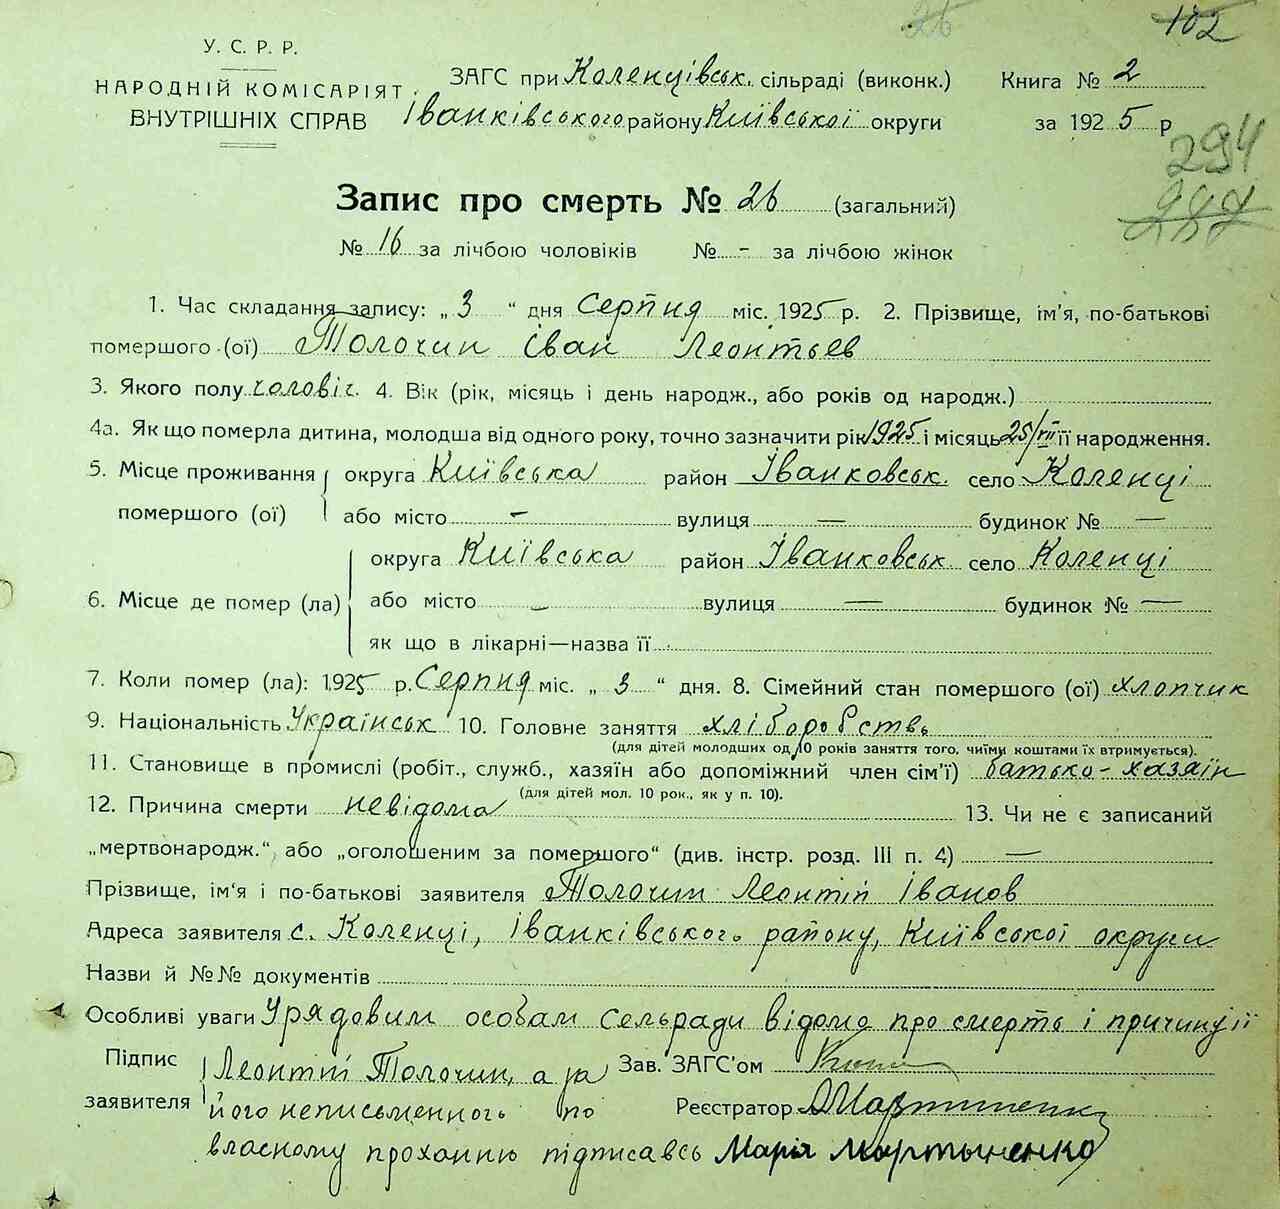 26 102
У. С. Р. Р.
НАРОДНІЙ КОМІСАРІЯТ
ВНУТРІШНІХ СПРАВ
ЗАГС при Коленцівськ. сільраді (виконк.)
Іванківського району Київської округи
Книга № 2
за 1925 р
294
Запис про смерть № 26 (загальний)
№ 16 за лічбою чоловіків № - за лічбою жінок
1. Час складання запису: „ 3 “ дня Серпня міс. 1925 р. 2. Прізвище, ім'я, по-батькові
помершого (ої) Толочин Іван Леонтьев
3. Якого полу чоловіч. 4. Вік (рік, місяць і день народж., або років од народж.)
4а. Як що померла дитина, молодша від одного року, точно зазначити рік 1925 і місяць 25/VII її народження.
5. Місце проживання округа Київська район Іванковськ. село Коленці
помершого (ої) або місто - вулиця — будинок № —
округа Київська район Іванковськ село Коленці
6. Місце де помер (ла) або місто - вулиця — будинок № —
як що в лікарні—назва її
7. Коли помер (ла): 1925 р. Серпня міс. „ 3 “ дня. 8. Сімейний стан помершого (ої) хлопчик
9. Національність Українськ 10. Головне заняття хліборобствь
(для дітей молодших од 10 років заняття того, чиїми коштами їх втримується).
11. Становище в промислі (робіт., служб., хазяїн або допоміжний член сім'ї) батько - хазяїн
(для дітей мол. 10 рок., як у п. 10).
12. Причина смерти невідома 13. Чи не є записаний
„мертвонародж.“, або „оголошеним за помершого“ (див. інстр. розд. III п. 4) —
Прізвище, ім'я і по-батькові заявителя Толочин Леонтій Іванов
Адреса заявителя с. Коленці, Іванківського району, Київської округи
Назви й №№ документів
Особливі уваги Урядовим особам Сельради відомо про смерть і причину її
Підпис Леонтій Толочин, а за Зав. ЗАГС'ом
заявителя його неписьменного по Реєстратор Мартиненко
власному проханню підписавсь Марія Мартыненко